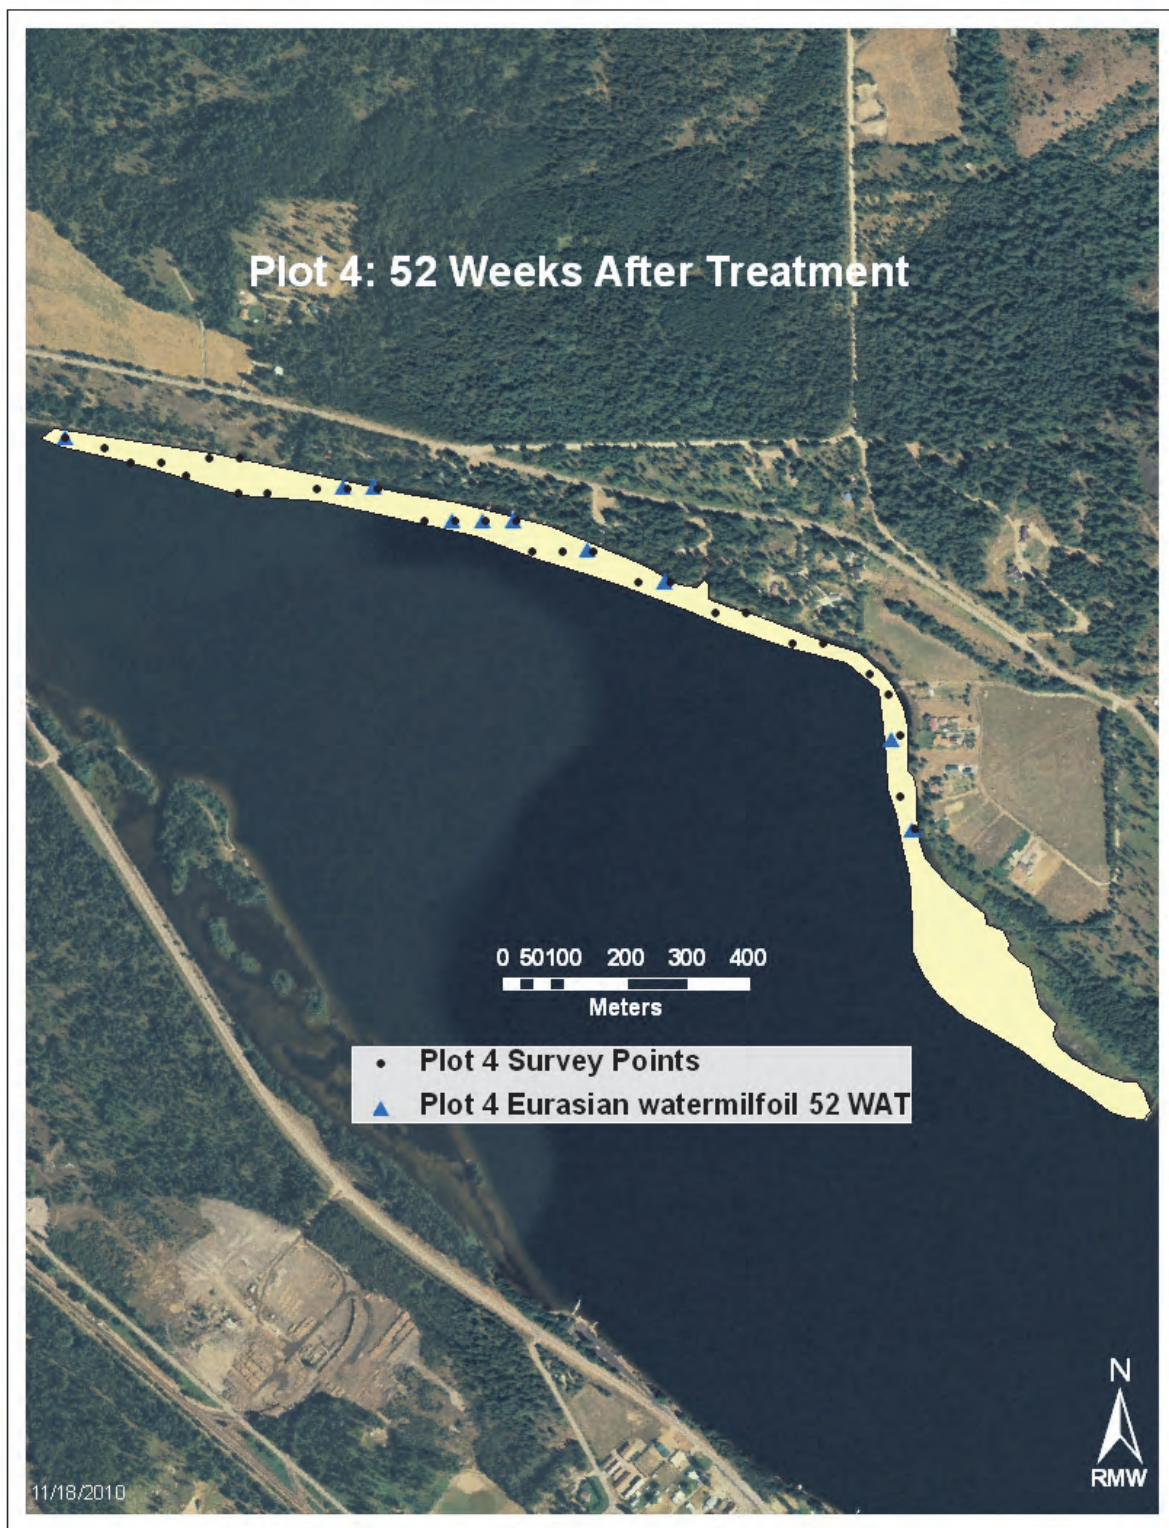 Plot 4: 52 Weeks After Treatment
0 50100 200 300 400
Meters
Plot 4 Survey Points
Plot 4 Eurasian watermilfoil 52 WAT
N
RMW
11/18/2010